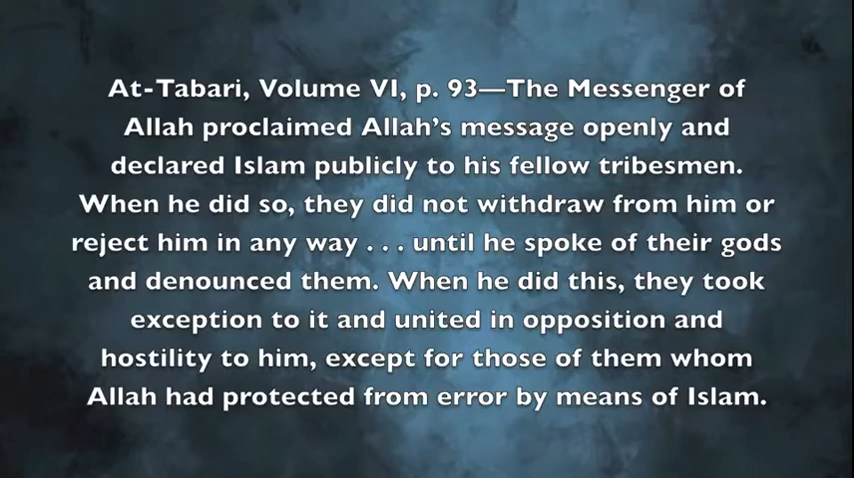 At-Tabari, Volume VI, p. 93—The Messenger of
Allah proclaimed Allah’s message openly and
declared Islam publicly to his fellow tribesmen.
When he did so, they did not withdraw from him or
reject him in any way . . . until he spoke of their gods
and denounced them. When he did this, they took
exception to it and united in opposition and
hostility to him, except for those of them whom
Allah had protected from error by means of Islam.